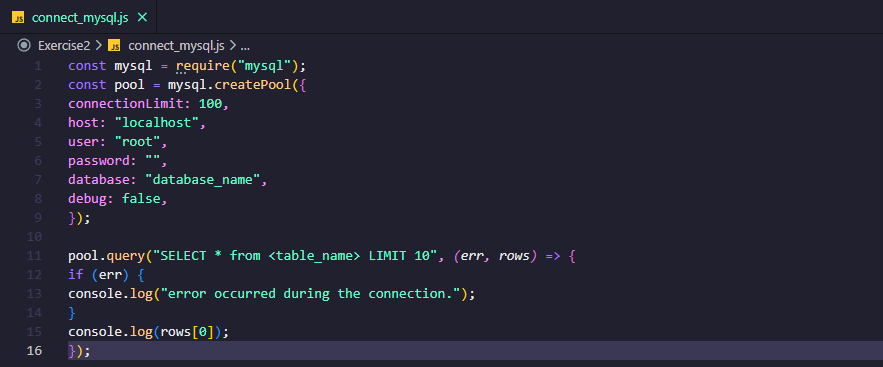 JS connect_mysql.js ×
Exercise2 > JS connect_mysql.js > ...
1 const mysql = require("mysql");
2 const pool = mysql.createPool({
3 connectionLimit: 100,
4 host: "localhost",
5 user: "root",
6 password: "",
7 database: "database_name",
8 debug: false,
9 });
10
11 pool.query("SELECT * from <table_name> LIMIT 10", (err, rows) => {
12 if (err) {
13 console.log("error occurred during the connection.");
14 }
15 console.log(rows[0]);
16 });